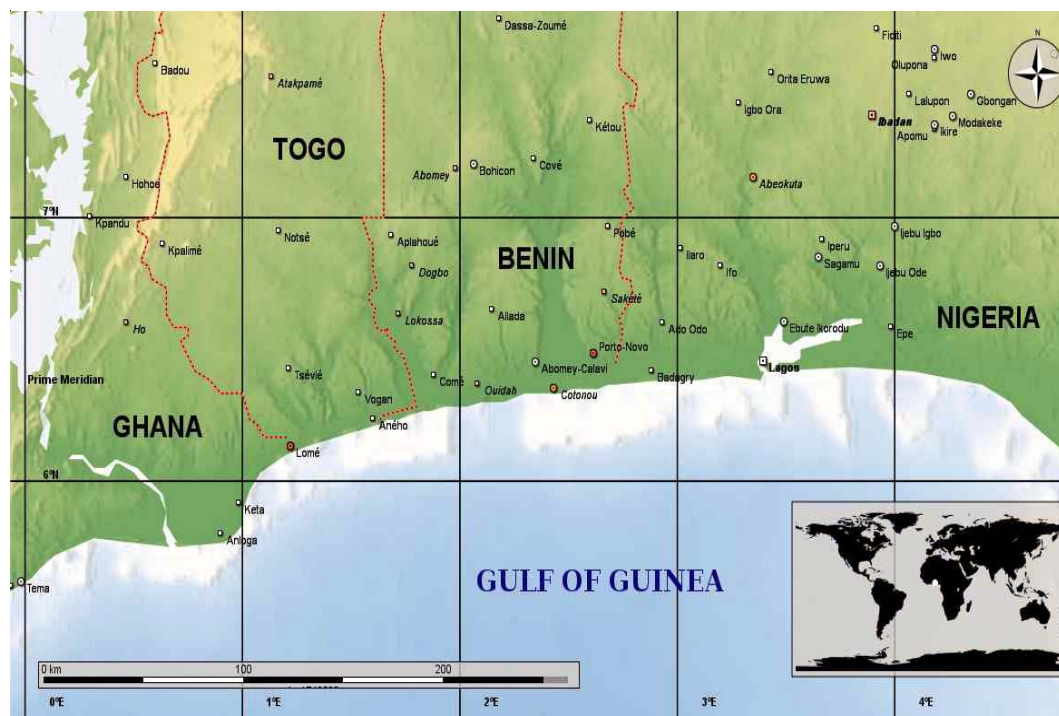 Dassa-Zoumé
Fiditi
N
Iwo
Olupona
Badou
Orita Eruwa
Atakpamé
Lalupon
Gbongan
Igbo Ora
Ibadan
Modakeke
Kétou
Ikire
Apomu
TOGO
Cové
Bohicon
Abomey
Abeokuta
Hohoe
7°N
Kpandu
Pobé
Ijebu Igbo
Notsé
Aplahoué
Iperu
Kpalimé
BENIN
Ilaro
Sagamu
Dogbo
Ifo
Ijebu Ode
Sakété
Allada
Lokossa
NIGERIA
Ho
Ado Odo
Ebute Ikorodu
Epe
Porto-Novo
Abomey-Calavi
Lagos
Tsévié
Prime Meridian
Comé
Badagry
Ouidah
Cotonou
Vogan
GHANA
Aného
Lomé
6°N
Keta
Anloga
GULF OF GUINEA
Tema
0 km
100
200
0°E
1°E
2°E
3°E
4°E